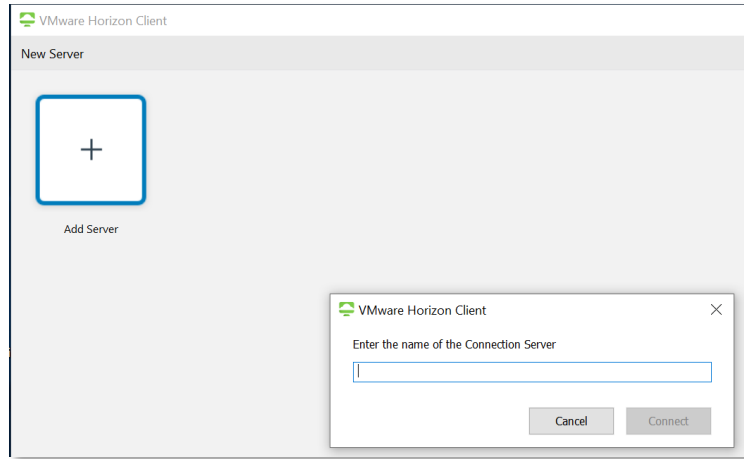 VMware Horizon Client
New Server
Add Server
VMware Horizon Client
Enter the name of the Connection Server
Cancel Connect